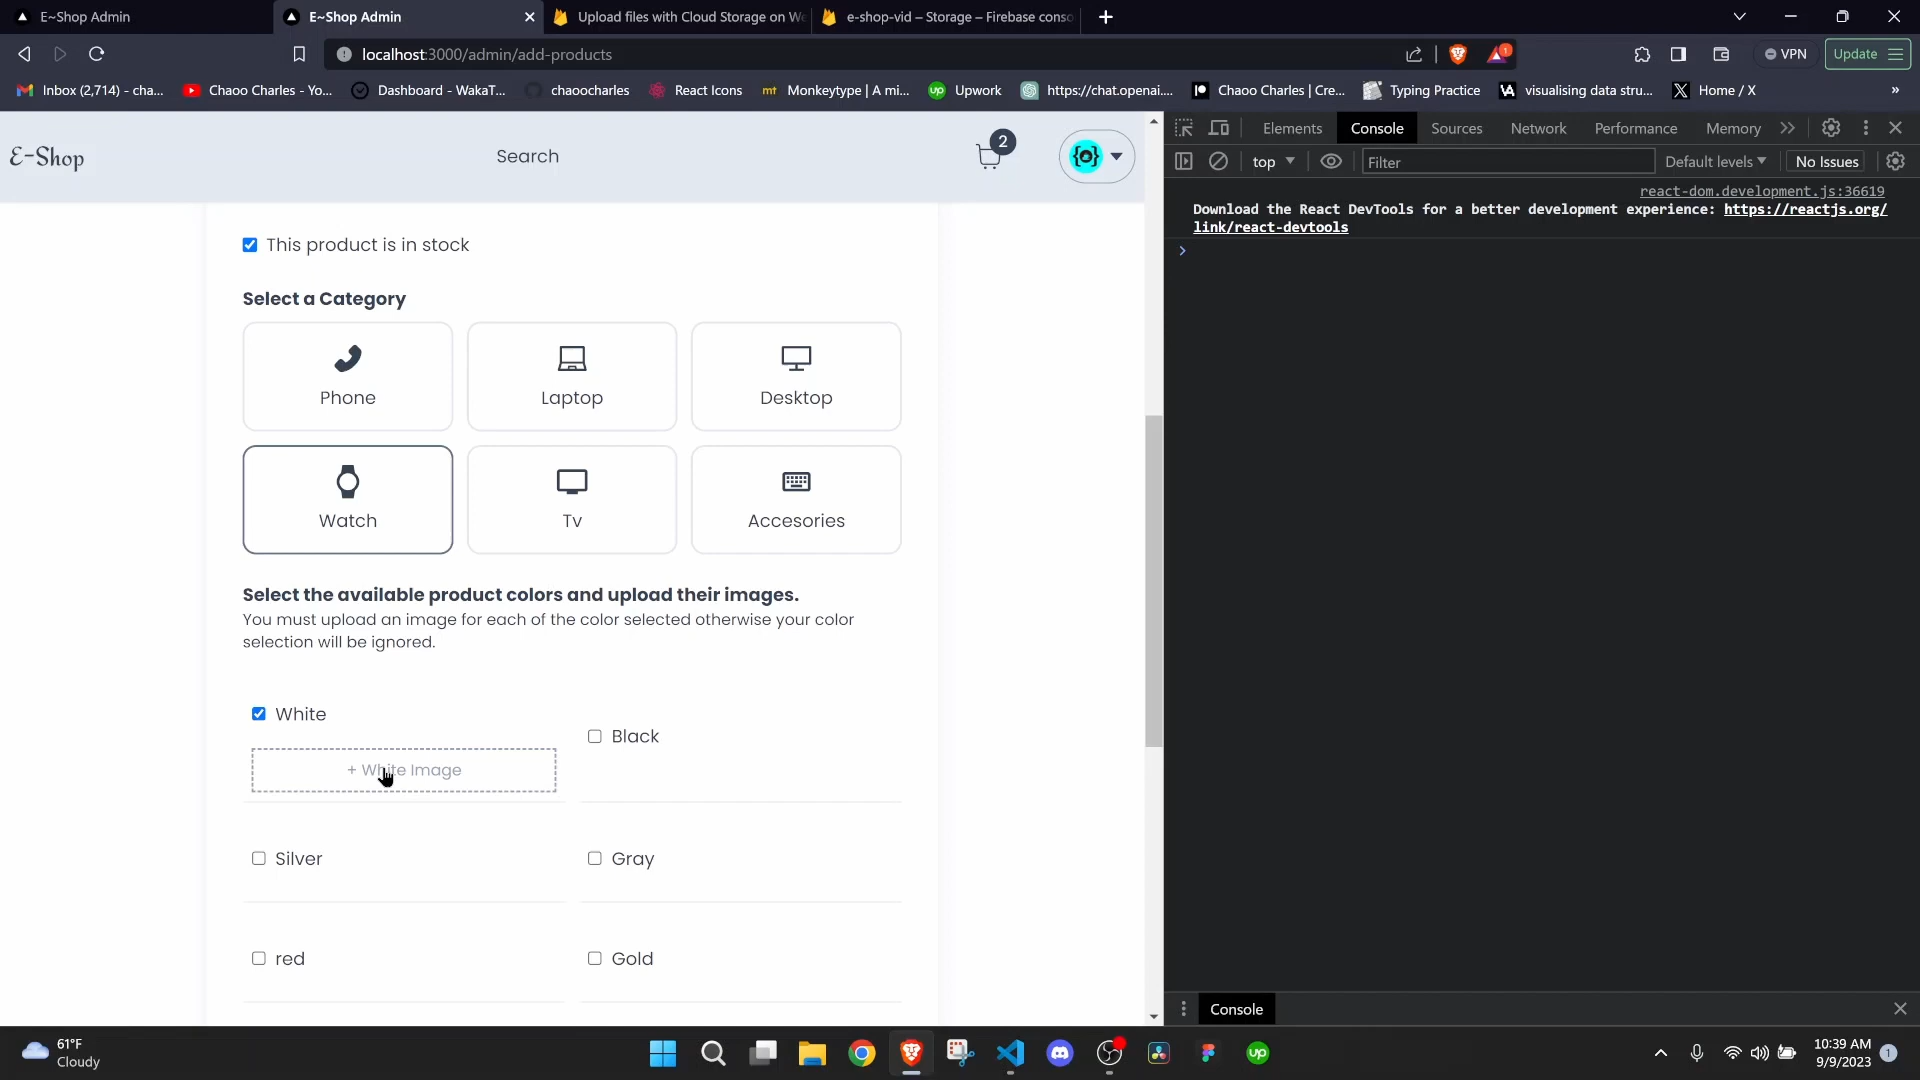 E~Shop Admin
E~Shop Admin
Upload files with Cloud Storage on We
e-shop-vid – Storage – Firebase conso
localhost:3000/admin/add-products
VPN
Update
Inbox (2,714) - cha...
Chaoo Charles - Yo...
Dashboard - WakaT...
chaoocharles
React Icons
mt
Monkeytype | A mi...
up
Upwork
https://chat.openai....
Chaoo Charles | Cre...
Typing Practice
visualising data stru...
Home / X
»
E~Shop
Search
2
This product is in stock
Select a Category
Phone
Laptop
Desktop
Watch
Tv
Accesories
Select the available product colors and upload their images.
You must upload an image for each of the color selected otherwise your color
selection will be ignored.
White
Black
+ White Image
Silver
Gray
red
Gold
Elements
Console
Sources
Network
Performance
Memory
top
Filter
Default levels
No Issues
react-dom.development.js:36619
Download the React DevTools for a better development experience: https://reactjs.org/
link/react-devtools
Console
61°F
Cloudy
up
10:39 AM
9/9/2023
1